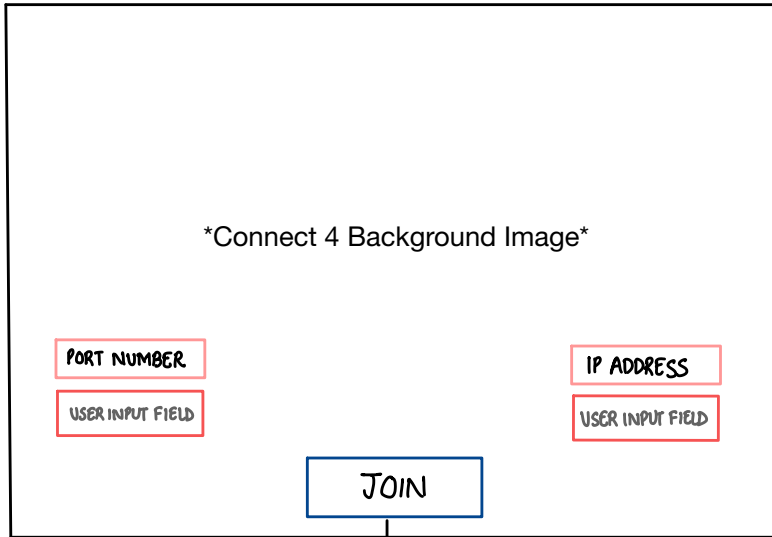 *Connect 4 Background Image*
PORT NUMBER
IP ADDRESS
USER INPUT FIELD
USER INPUT FIELD
JOIN